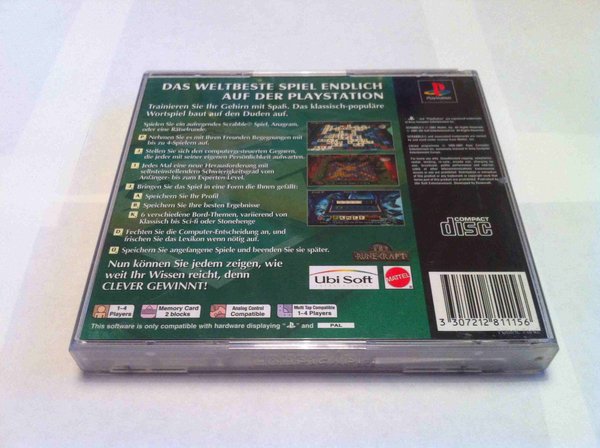 DAS WELTBESTE SPIEL ENDLICH
AUF DER PLAYSTATION
Trainieren Sie Ihr Gehirn mit Spaß. Das klassisch-populäre
Wortspiel baut auf den Duden auf.
Spielen Sie ein aufregendes Scrabble® Spiel, Anagram,
oder eine Rätselfrunde.
Nehmen Sie es mit Ihren Freunden Begegnungen mit
bis zu 4-Spielern auf.
Stellen Sie sich den computergesteuerten Gegnern,
die jeder mit seiner eigenen Persönlichkeit aufwarten.
Jedes Mal eine neue Herausforderung mit
selbsteinstellendem Schwierigkeitsgrad vom
Anfänger- bis zum Experten-Level.
Bringen Sie das Spiel in eine Form die Ihnen gefällt:
Speichern Sie Ihr Profil
Speichern Sie Ihre besten Ergebnisse
6 verschiedene Bord-Themen, variieren von
Klassisch bis Sci-fi oder Stonehenge
Fechten Sie die Computer-Entscheidung an, und
frischen Sie das Lexikon wenn nötig auf.
Speichern Sie angefangene Spiele und beenden Sie sie später.
Nun können Sie jedem zeigen, wie
weit Ihr Wissen reicht, denn
CLEVER GEWINNT!
RUNECRAFT
Ubi Soft
MATTEL
PlayStation
COMPACT
disc
3 307212 811156
1-4
Players
Memory Card
2 blocks
Analog Control
Compatible
Multi Tap Compatible
1-4 Players
This software is only compatible with hardware displaying and PAL